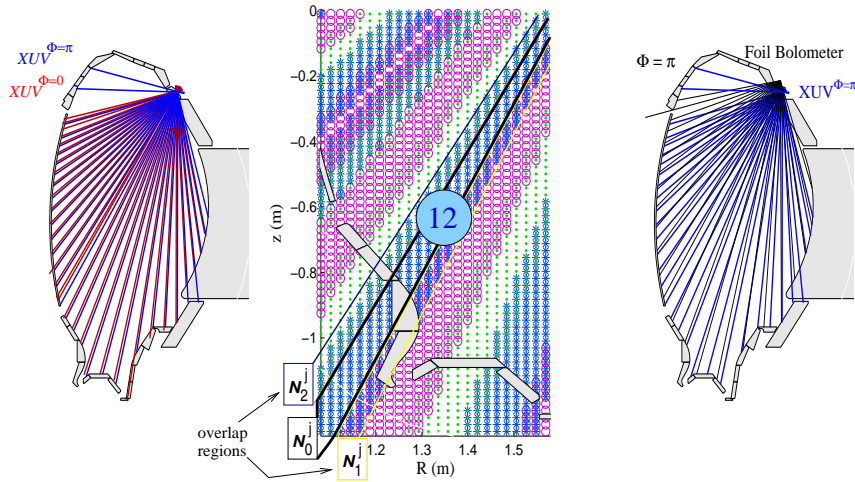 XUV^Φ=π
XUV^Φ=0
0
−0.2
−0.4
−0.6
−0.8
−1
z (m)
12
N_2^j
N_0^j
N_1^j
overlap
regions
1.2 1.3 1.4 1.5
R (m)
Φ = π
Foil Bolometer
XUV^Φ=π